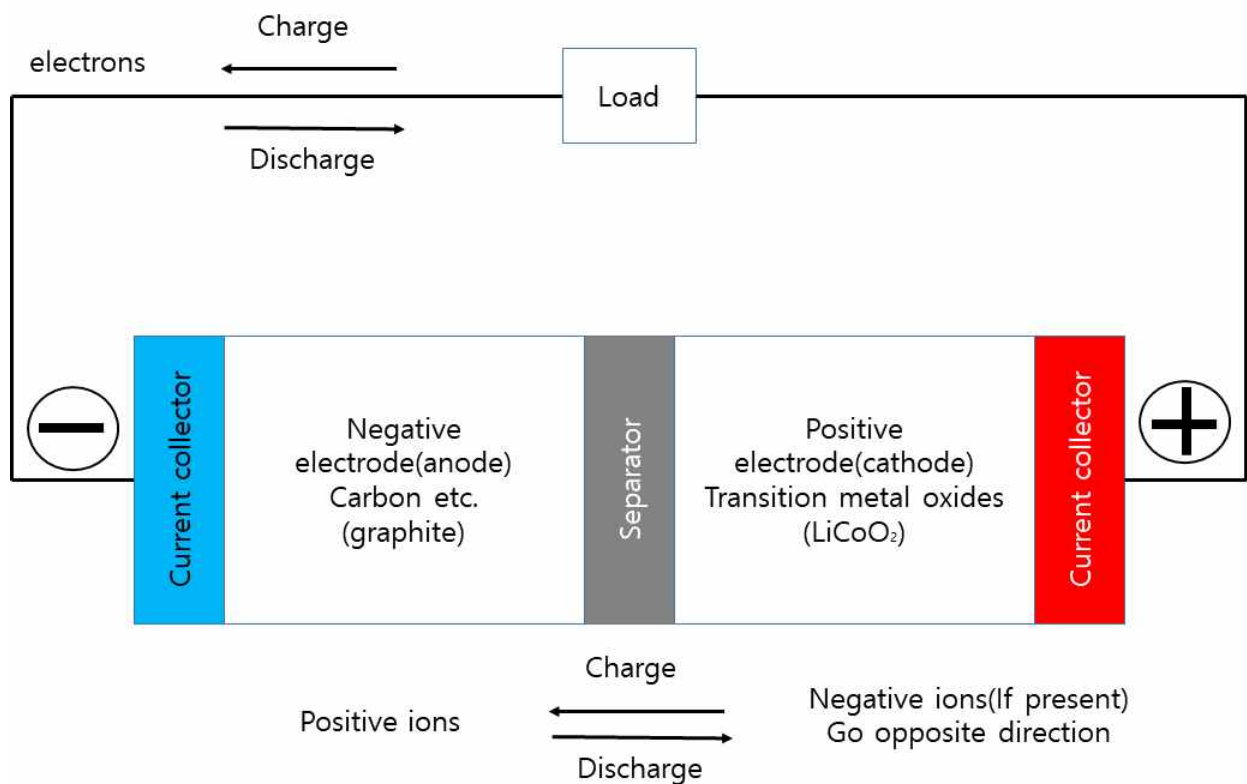 Charge
electrons
Load
Discharge
Current collector
Negative
electrode(anode)
Carbon etc.
(graphite)
Separator
Positive
electrode(cathode)
Transition metal oxides
(LiCoO₂)
Current collector
Charge
Positive ions
Negative ions(If present)
Go opposite direction
Discharge